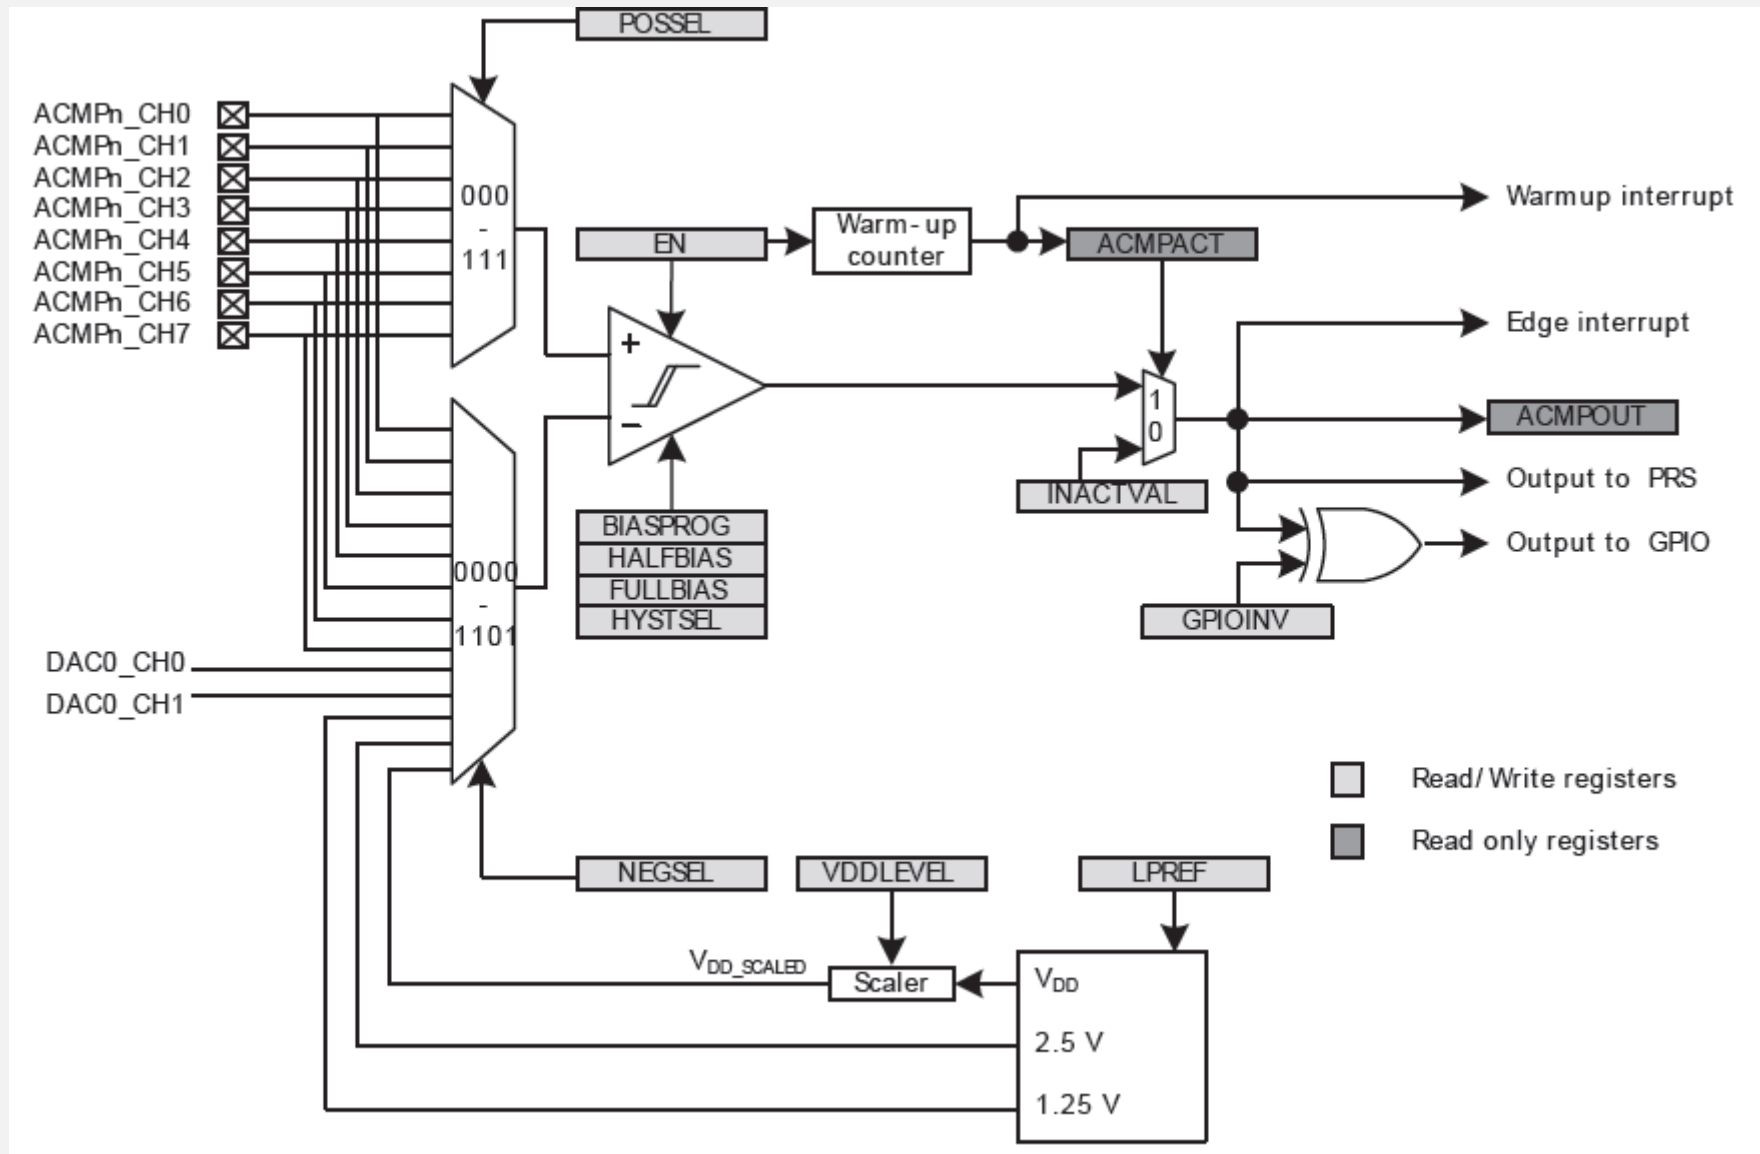 POSSEL
ACMPn_CH0
ACMPn_CH1
ACMPn_CH2
ACMPn_CH3
ACMPn_CH4
ACMPn_CH5
ACMPn_CH6
ACMPn_CH7
000
-
111
EN
Warm-up
counter
ACMPACT
Warmup interrupt
Edge interrupt
+
−
1
0
ACMPOUT
INACTVAL
Output to PRS
Output to GPIO
GPIOINV
BIASPROG
HALFBIAS
FULLBIAS
HYSTSEL
0000
-
1101
DAC0_CH0
DAC0_CH1
Read/Write registers
Read only registers
NEGSEL
VDDLEVEL
LPREF
VDD_SCALED
Scaler
VDD
2.5 V
1.25 V